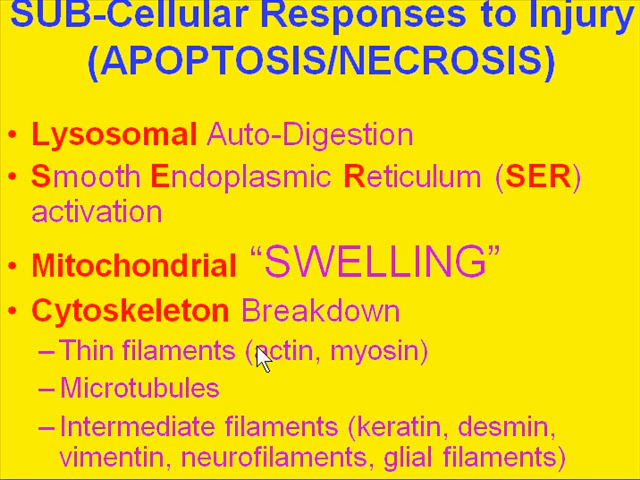 SUB-Cellular Responses to Injury
(APOPTOSIS/NECROSIS)
• Lysosomal Auto-Digestion
• Smooth Endoplasmic Reticulum (SER)
activation
• Mitochondrial “SWELLING”
• Cytoskeleton Breakdown
–Thin filaments (actin, myosin)
–Microtubules
–Intermediate filaments (keratin, desmin,
vimentin, neurofilaments, glial filaments)